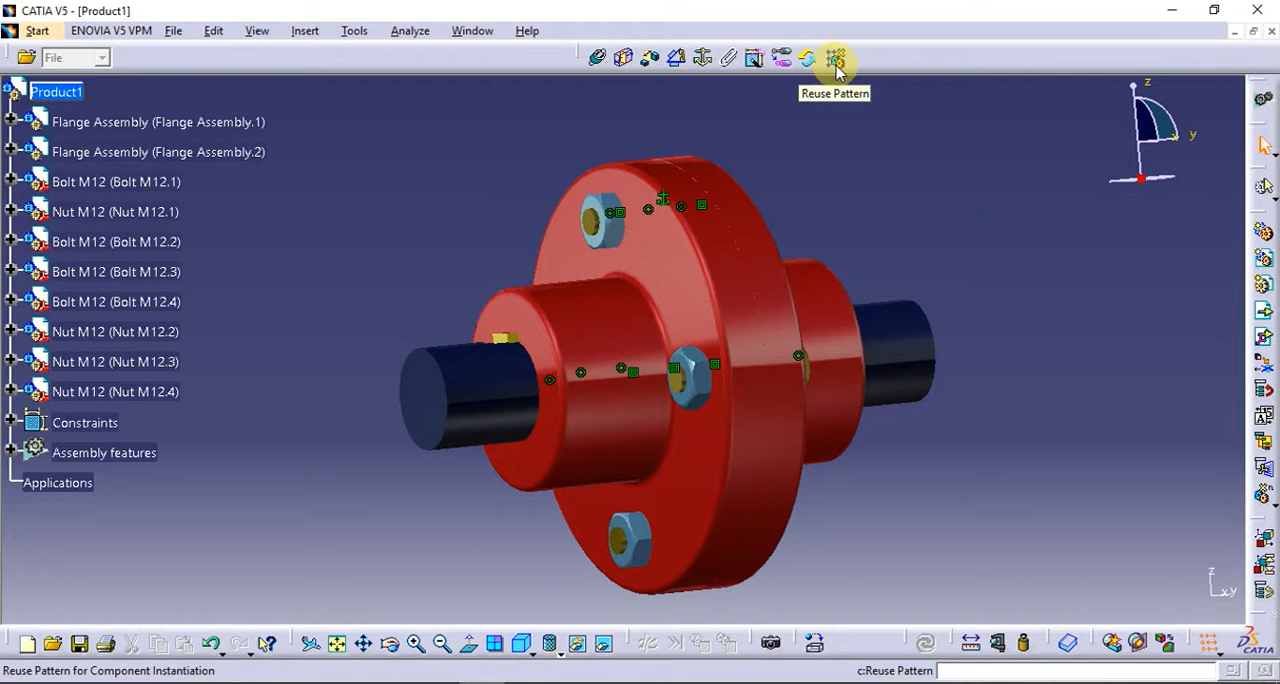 CATIA V5 - [Product1]
Start ENOVIA V5 VPM File Edit View Insert Tools Analyze Window Help
File
Reuse Pattern
Product1
Flange Assembly (Flange Assembly.1)
Flange Assembly (Flange Assembly.2)
Bolt M12 (Bolt M12.1)
Nut M12 (Nut M12.1)
Bolt M12 (Bolt M12.2)
Bolt M12 (Bolt M12.3)
Bolt M12 (Bolt M12.4)
Nut M12 (Nut M12.2)
Nut M12 (Nut M12.3)
Nut M12 (Nut M12.4)
Constraints
Assembly features
Applications
z
x y
z
x y
CATIA
Reuse Pattern for Component Instantiation
c:Reuse Pattern